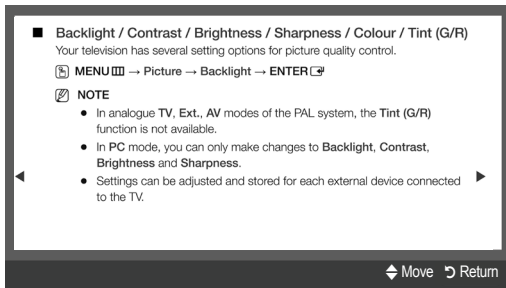 ■ Backlight / Contrast / Brightness / Sharpness / Colour / Tint (G/R)
Your television has several setting options for picture quality control.
MENU → Picture → Backlight → ENTER
NOTE
● In analogue TV, Ext., AV modes of the PAL system, the Tint (G/R)
function is not available.
● In PC mode, you can only make changes to Backlight, Contrast,
Brightness and Sharpness.
● Settings can be adjusted and stored for each external device connected
to the TV.
Move Return